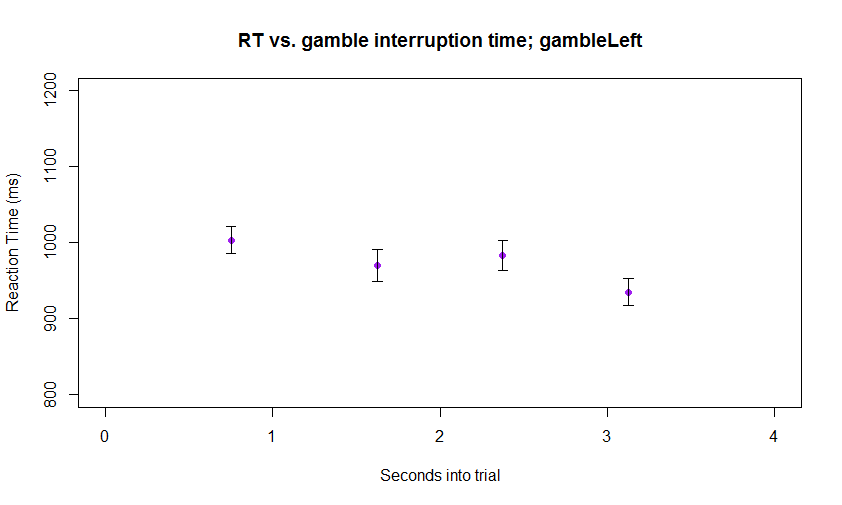 RT vs. gamble interruption time; gambleLeft
Reaction Time (ms)
1200
1100
1000
900
800
0 1 2 3 4
Seconds into trial